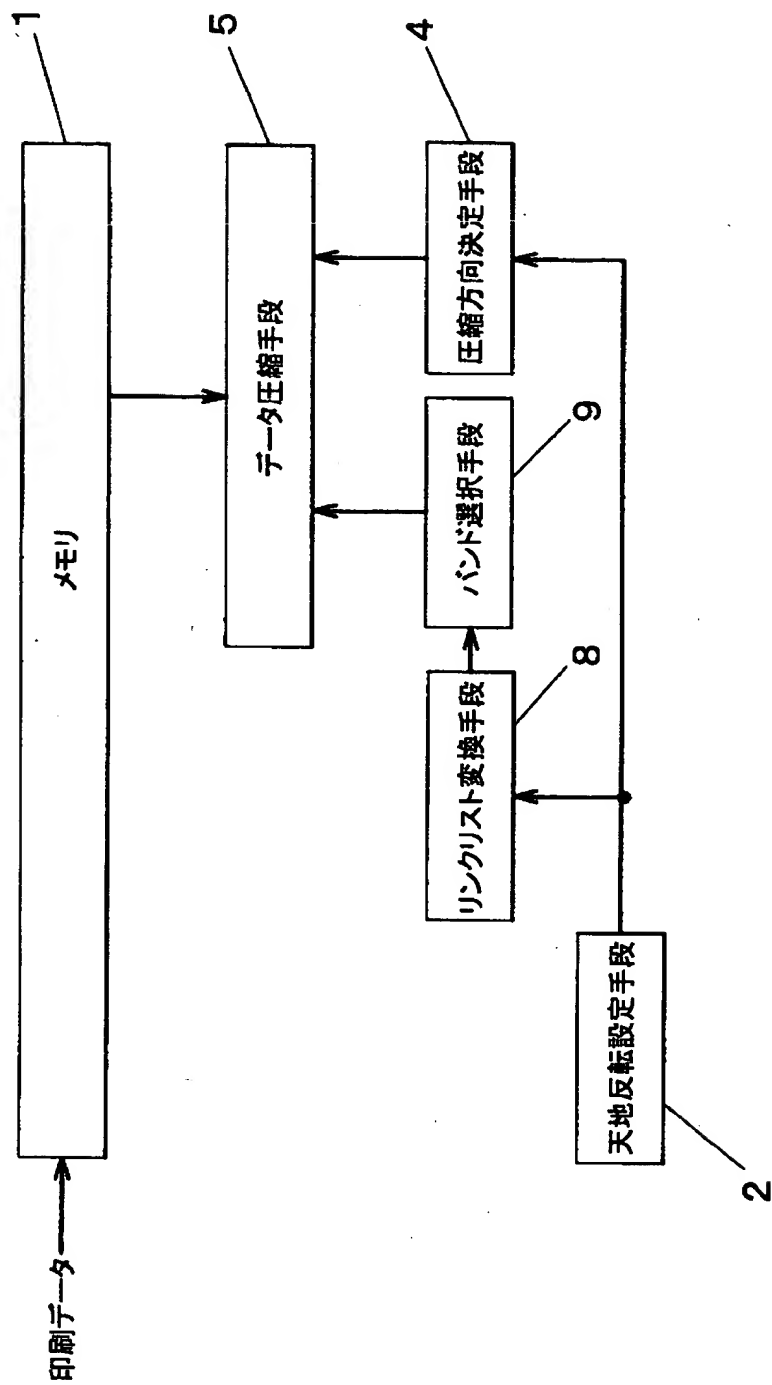 印刷データ
メモリ
1
データ圧縮手段
5
リンクリスト変換手段
8
バンド選択手段
9
圧縮方向決定手段
4
天地反転設定手段
2